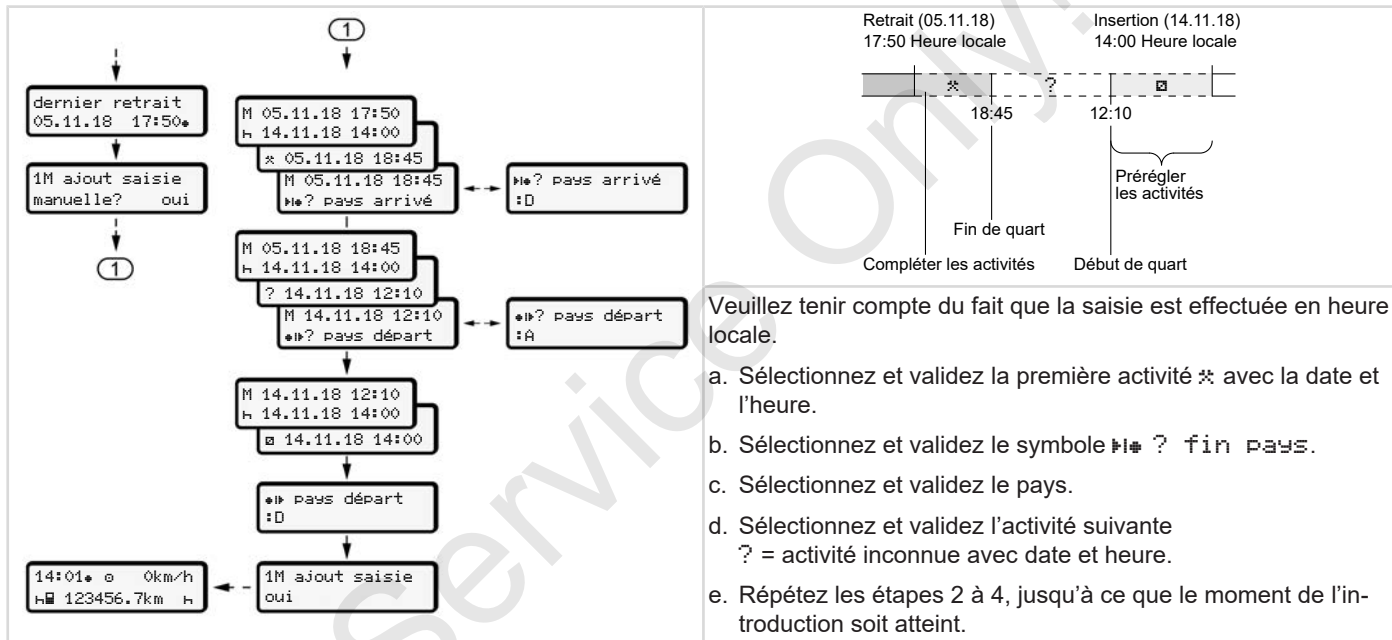 1
dernier retrait
05.11.18 17:50
1M ajout saisie
manuelle? oui
1
M 05.11.18 17:50
14.11.18 14:00
05.11.18 18:45
M 05.11.18 18:45
? pays arrivé
? pays arrivé
:D
M 05.11.18 18:45
14.11.18 14:00
? 14.11.18 12:10
M 14.11.18 12:10
? pays départ
? pays départ
:A
M 14.11.18 12:10
14.11.18 14:00
14.11.18 14:00
pays départ
:D
1M ajout saisie
oui
14:01 0km/h
123456.7km
Retrait (05.11.18)
17:50 Heure locale
Insertion (14.11.18)
14:00 Heure locale
?
18:45
12:10
Prérégler
les activités
Fin de quart
Compléter les activités
Début de quart
Veuillez tenir compte du fait que la saisie est effectuée en heure
locale.
a. Sélectionnez et validez la première activité avec la date et
l’heure.
b. Sélectionnez et validez le symbole ? fin pays.
c. Sélectionnez et validez le pays.
d. Sélectionnez et validez l’activité suivante
? = activité inconnue avec date et heure.
e. Répétez les étapes 2 à 4, jusqu’à ce que le moment de l’in-
troduction soit atteint.
Service Only!